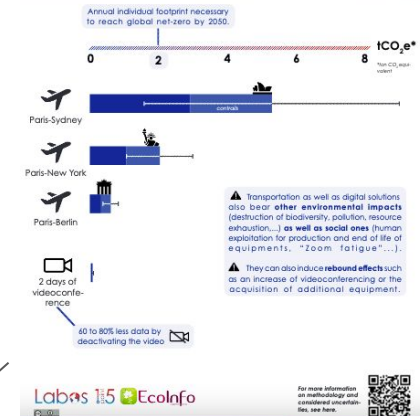 Annual individual footprint necessary
to reach global net-zero by 2050.
tCO2e*
0 2 4 6 8
*Non CO2 equi-
valent
Paris-Sydney
contrails
Paris-New York
Paris-Berlin
Transportation as well as digital solutions
also bear other environmental impacts
(destruction of biodiversity, pollution, resource
exhaustion,...) as well as social ones (human
exploitation for production and end of life of
equipments, "Zoom fatigue"...).
They can also induce rebound effects such
as an increase of videoconferencing or the
acquisition of additional equipment.
2 days of
videoconfe-
rence
60 to 80% less data by
deactivating the video
Labos 1.5
EcoInfo
For more information
on methodology and
considered uncertain-
ties, see here.